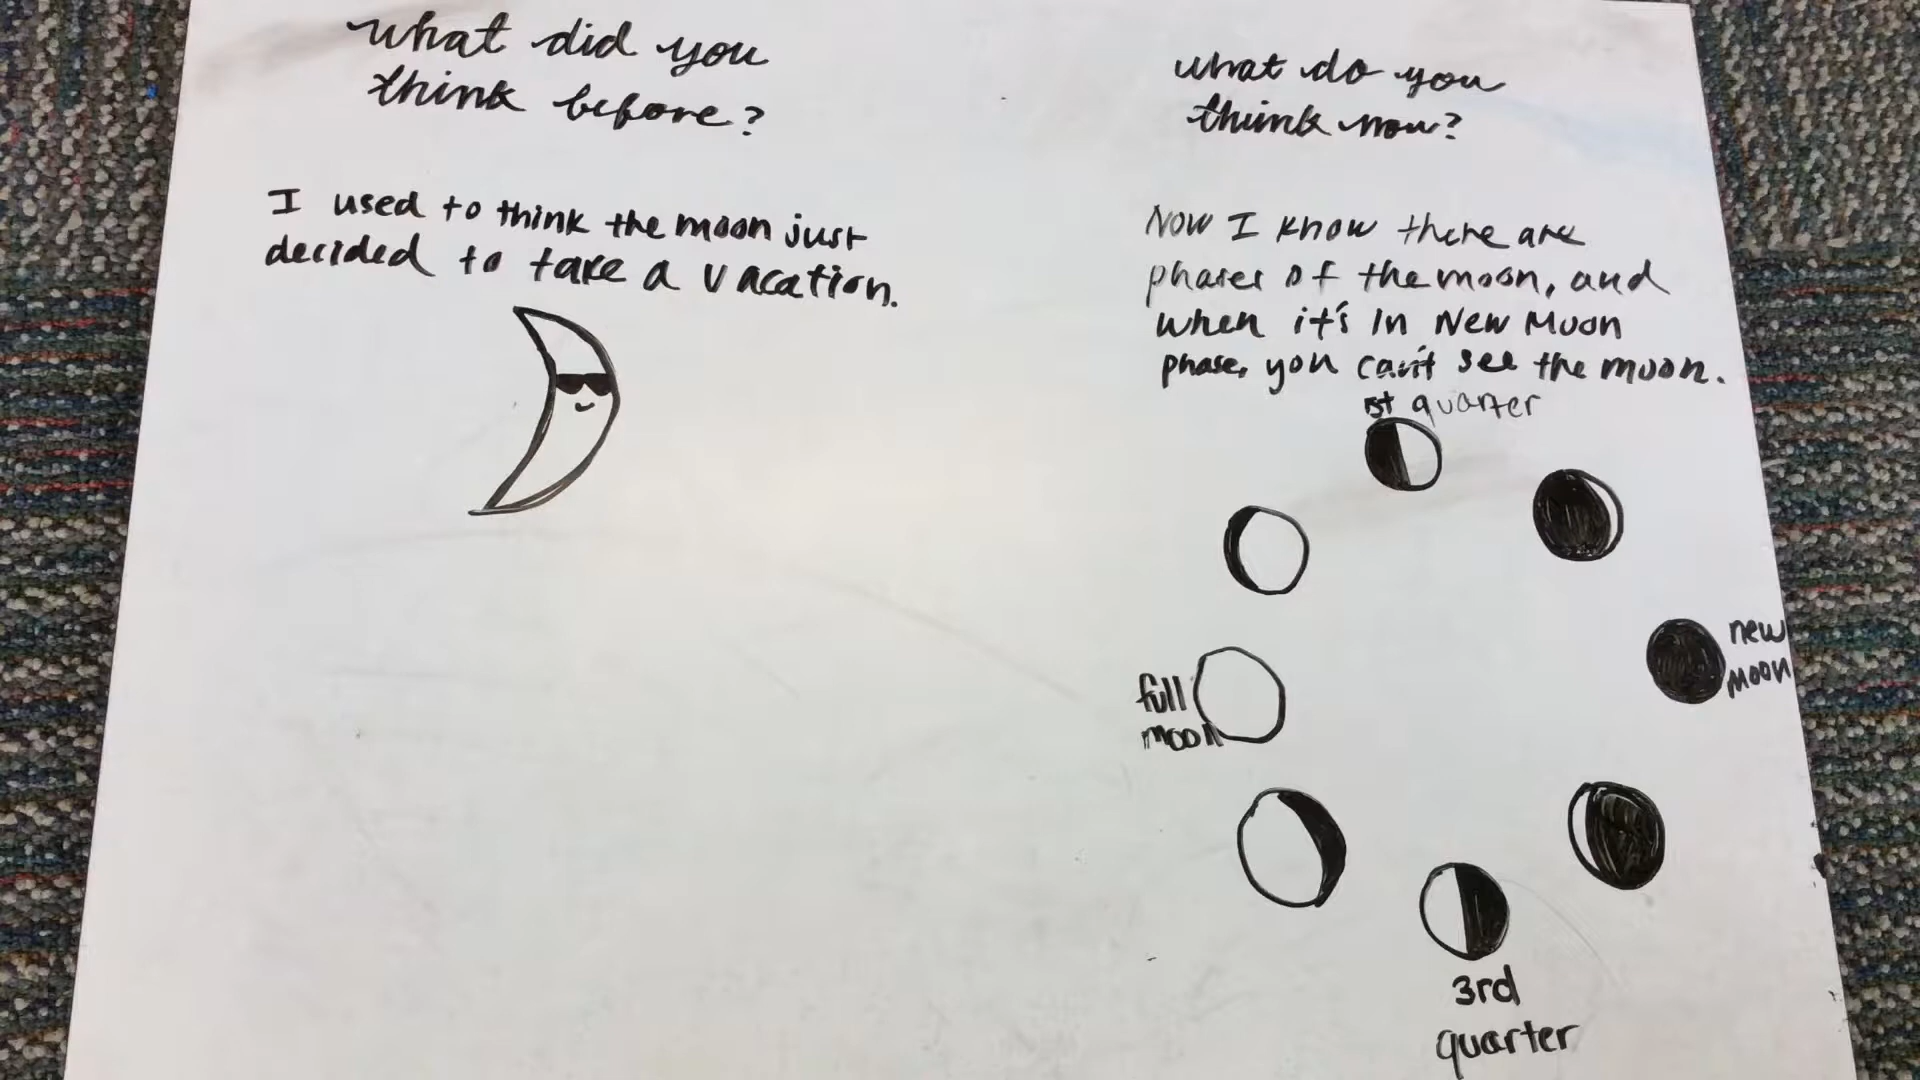 what did you
think before?
I used to think the moon just
decided to take a vacation.
what do you
think now?
Now I know there are
phases of the moon, and
when it's in New Moon
phase, you can't see the moon.
1st quarter
new
moon
full
moon
3rd
quarter